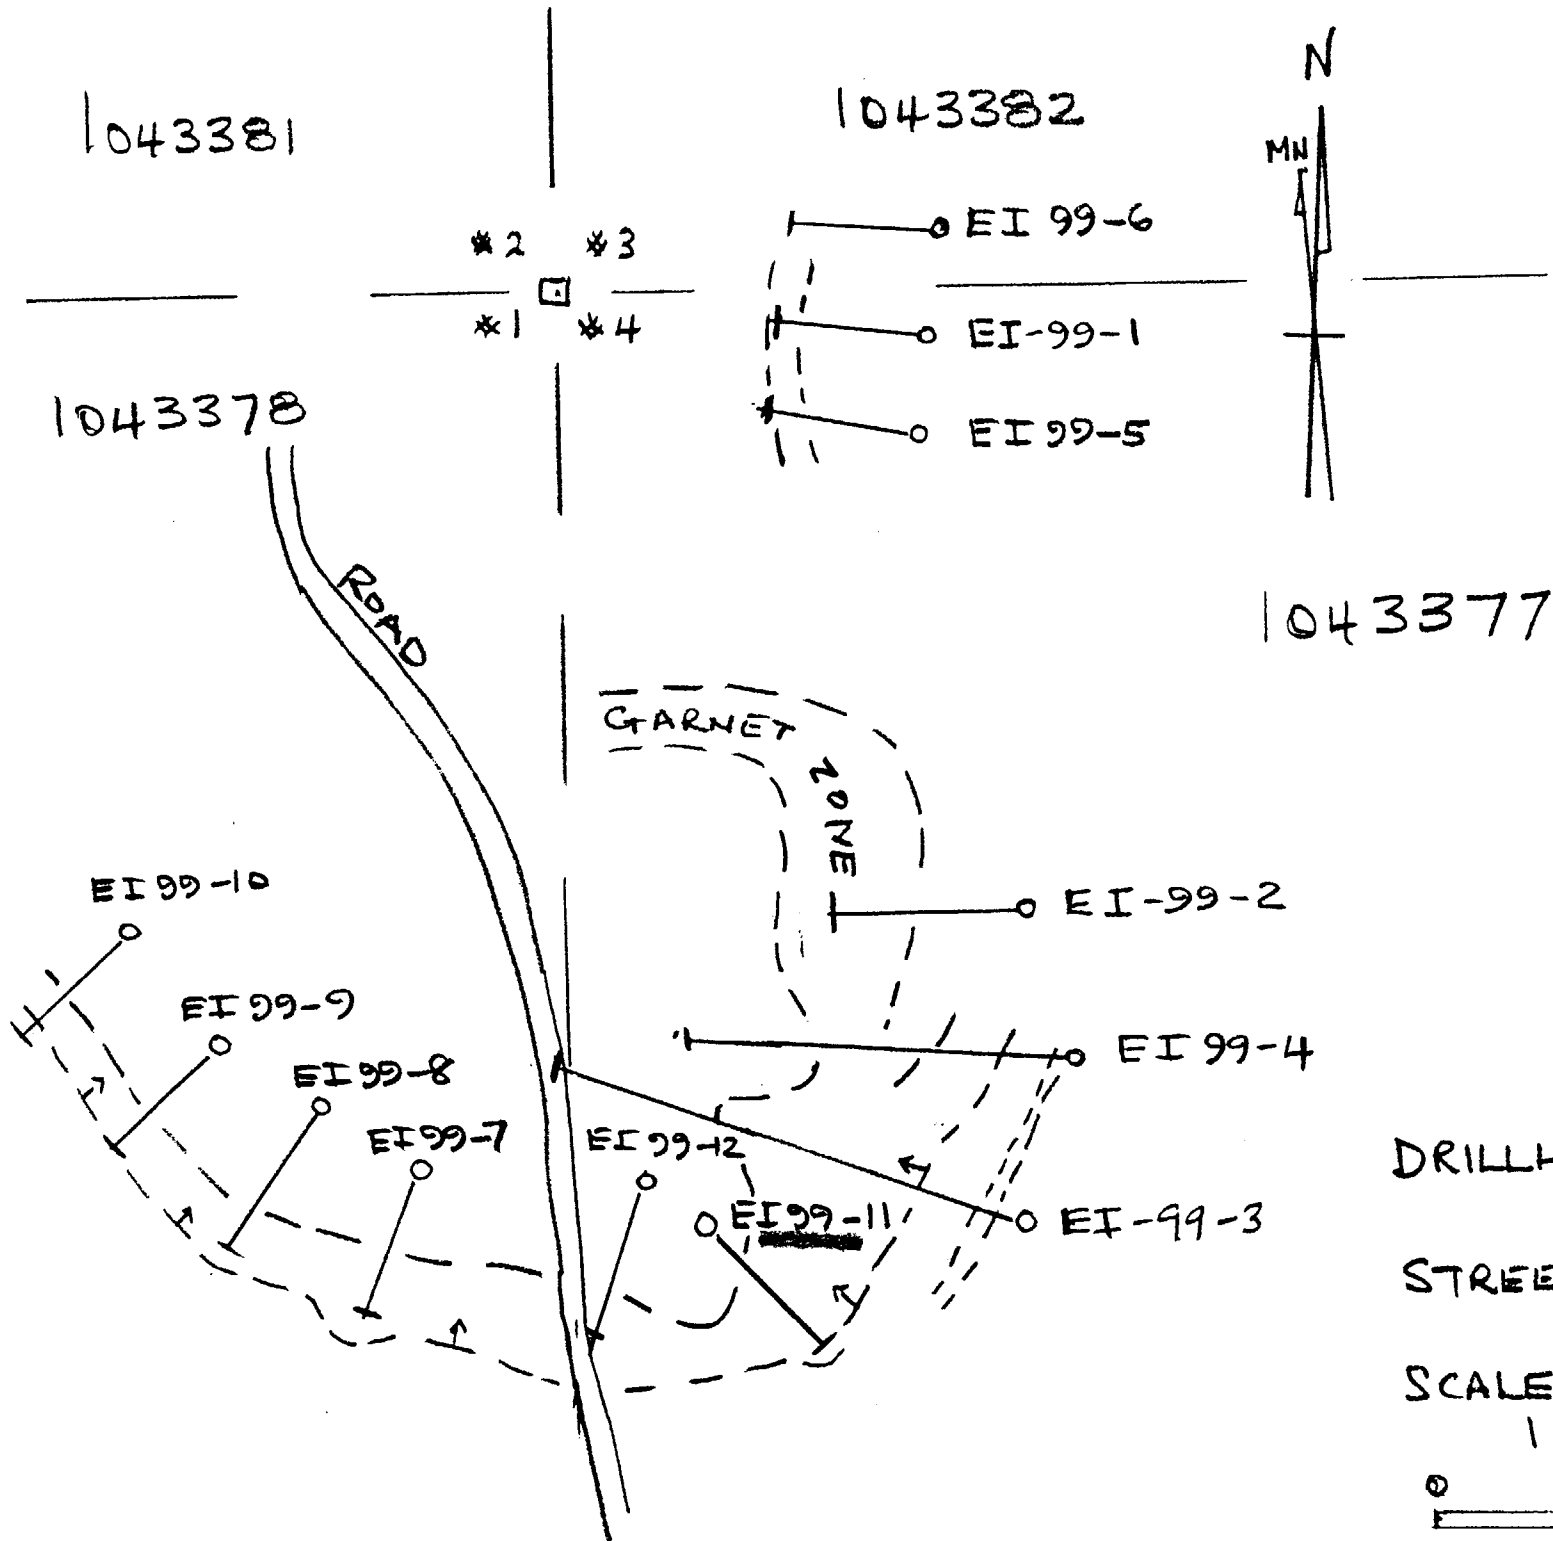 1043381
1043382
N
MN
EI 99-6
*2 *3
*1 *4
EI-99-1
1043378
EI 99-5
ROAD
1043377
GARNET ZONE
EI 99-10
EI-99-2
EI 99-9
EI 99-4
EI 99-8
EI 99-7
EI 99-12
DRILLH
EI 99-11
EI-99-3
STREE
SCALE
1
0